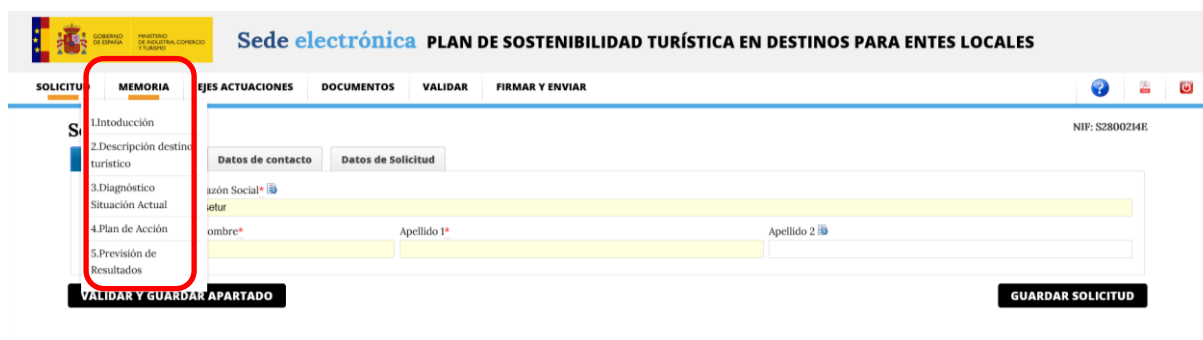 GOBIERNO DE ESPAÑA
MINISTERIO DE INDUSTRIA, COMERCIO Y TURISMO
Sede electrónica PLAN DE SOSTENIBILIDAD TURÍSTICA EN DESTINOS PARA ENTES LOCALES
SOLICITUD MEMORIA EJES ACTUACIONES DOCUMENTOS VALIDAR FIRMAR Y ENVIAR
NIF: S2800214E
1.Intoducción
2.Descripción destino
turístico
3.Diagnóstico
Situación Actual
4.Plan de Acción
5.Previsión de
Resultados
Datos de contacto Datos de Solicitud
azón Social*
setur
ombre* Apellido 1* Apellido 2
VALIDAR Y GUARDAR APARTADO GUARDAR SOLICITUD